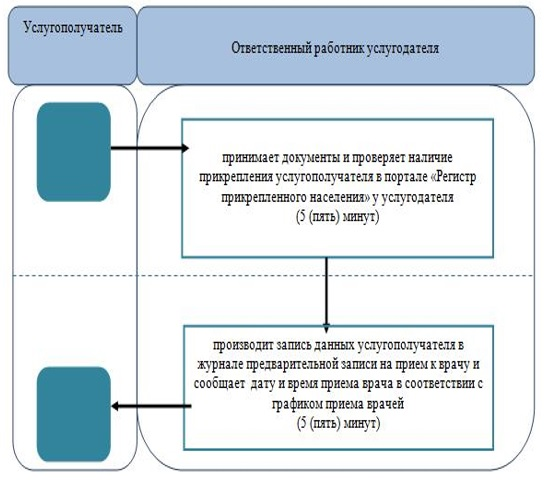 Услугополучатель
Ответственный работник услугодателя
принимает документы и проверяет наличие
прикрепления услугополучателя в портале «Регистр
прикрепленного населения» у услугодателя
(5 (пять) минут)
производит запись данных услугополучателя в
журнале предварительной записи на прием к врачу и
сообщает дату и время приема врача в соответствии с
графиком приема врачей
(5 (пять) минут)